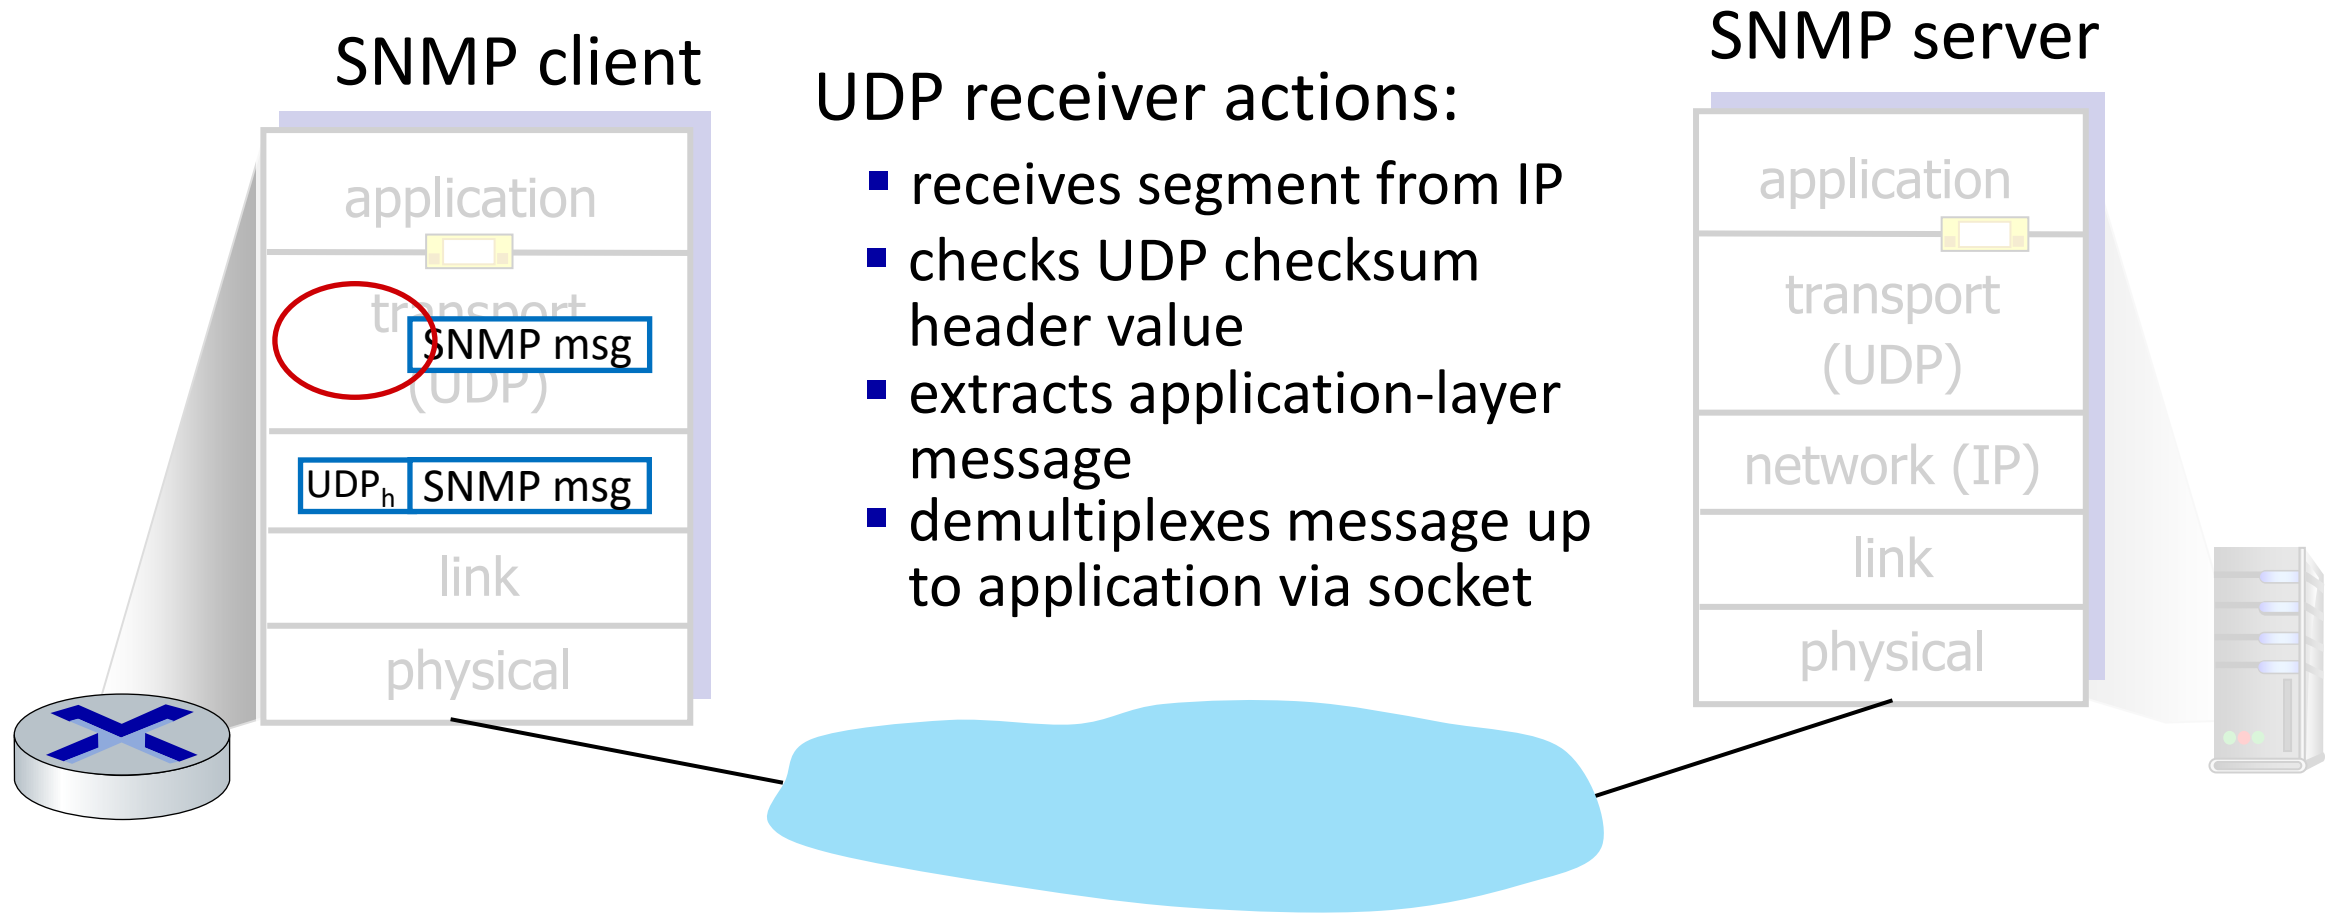 SNMP client
application
transport
SNMP msg
(UDP)
UDPh SNMP msg
link
physical
UDP receiver actions:
receives segment from IP
checks UDP checksum
header value
extracts application-layer
message
demultiplexes message up
to application via socket
SNMP server
application
transport
(UDP)
network (IP)
link
physical